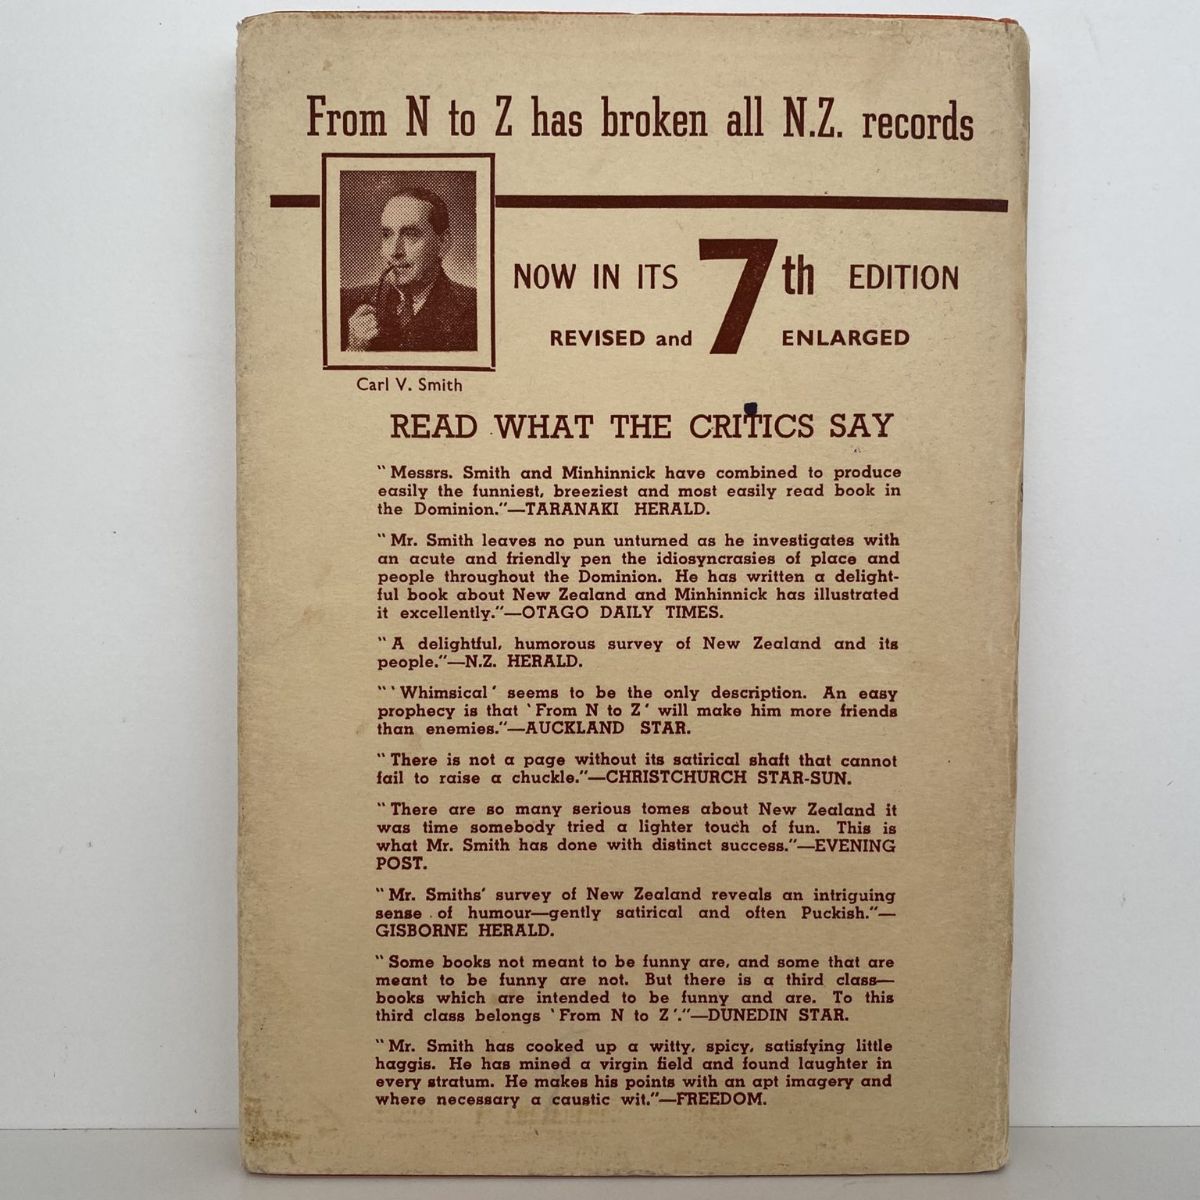 From N to Z has broken all N.Z. records
NOW IN ITS 7th EDITION
REVISED and ENLARGED
Carl V. Smith
READ WHAT THE CRITICS SAY
"Messrs. Smith and Minhinnick have combined to produce
easily the funniest, breeziest and most easily read book in
the Dominion."—TARANAKI HERALD.
"Mr. Smith leaves no pun unturned as he investigates with
an acute and friendly pen the idiosyncrasies of place and
people throughout the Dominion. He has written a delight-
ful book about New Zealand and Minhinnick has illustrated
it excellently."—OTAGO DAILY TIMES.
"A delightful, humorous survey of New Zealand and its
people."—N.Z. HERALD.
"'Whimsical' seems to be the only description. An easy
prophecy is that 'From N to Z' will make him more friends
than enemies."—AUCKLAND STAR.
"There is not a page without its satirical shaft that cannot
fail to raise a chuckle."—CHRISTCHURCH STAR-SUN.
"There are so many serious tomes about New Zealand it
was time somebody tried a lighter touch of fun. This is
what Mr. Smith has done with distinct success."—EVENING
POST.
"Mr. Smiths' survey of New Zealand reveals an intriguing
sense of humour—gently satirical and often Puckish."—
GISBORNE HERALD.
"Some books not meant to be funny are, and some that are
meant to be funny are not. But there is a third class—
books which are intended to be funny and are. To this
third class belongs 'From N to Z'."—DUNEDIN STAR.
"Mr. Smith has cooked up a witty, spicy, satisfying little
haggis. He has mined a virgin field and found laughter in
every stratum. He makes his points with an apt imagery and
where necessary a caustic wit."—FREEDOM.